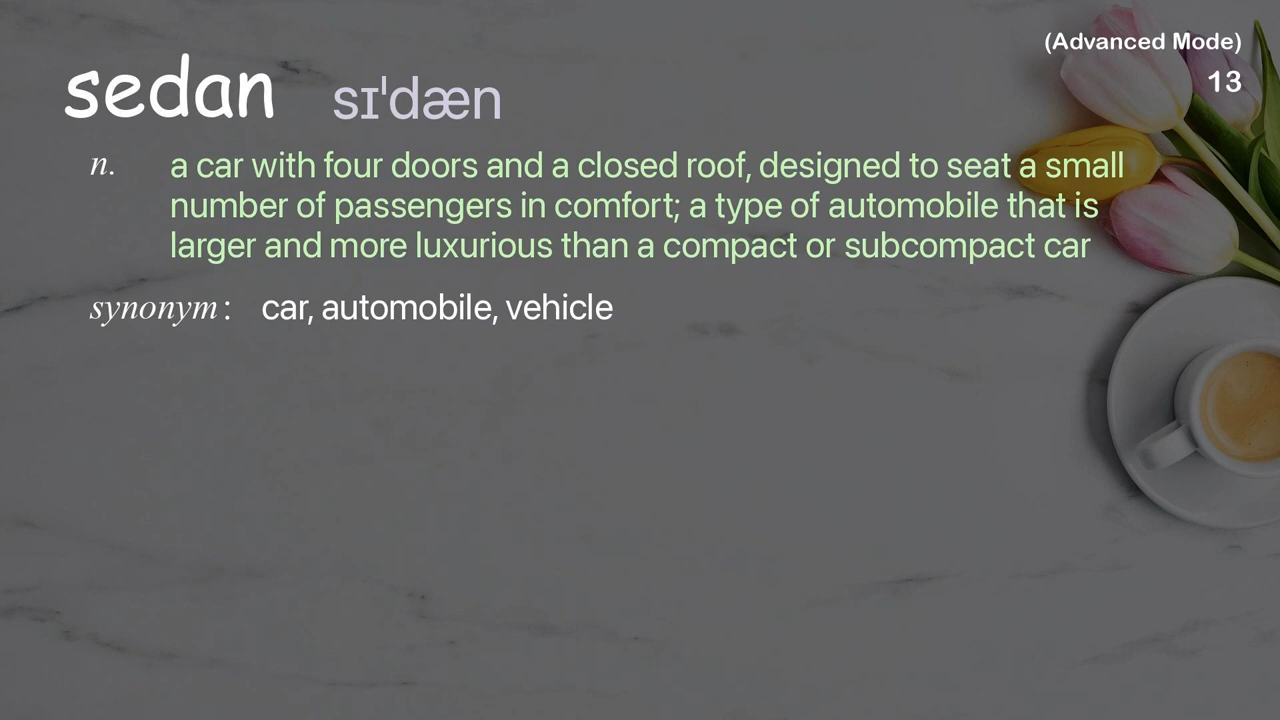 (Advanced Mode)
13
sedan sɪˈdæn
n. a car with four doors and a closed roof, designed to seat a small
number of passengers in comfort; a type of automobile that is
larger and more luxurious than a compact or subcompact car
synonym: car, automobile, vehicle